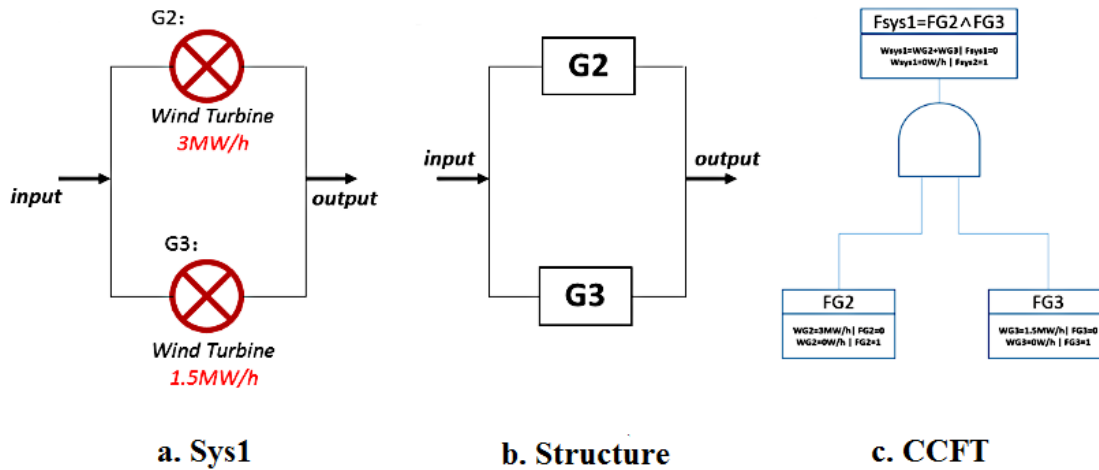 G2:
Wind Turbine
3MW/h
input
output
G3:
Wind Turbine
1.5MW/h
a. Sys1
G2
input
output
G3
b. Structure
Fsys1=FG2∧FG3
Wsys1=WG2+WG3| Fsys1=0
Wsys1=0W/h | Fsys2=1
FG2
WG2=3MW/h| FG2=0
WG2=0W/h | FG2=1
FG3
WG3=1.5MW/h| FG3=0
WG3=0W/h | FG3=1
c. CCFT